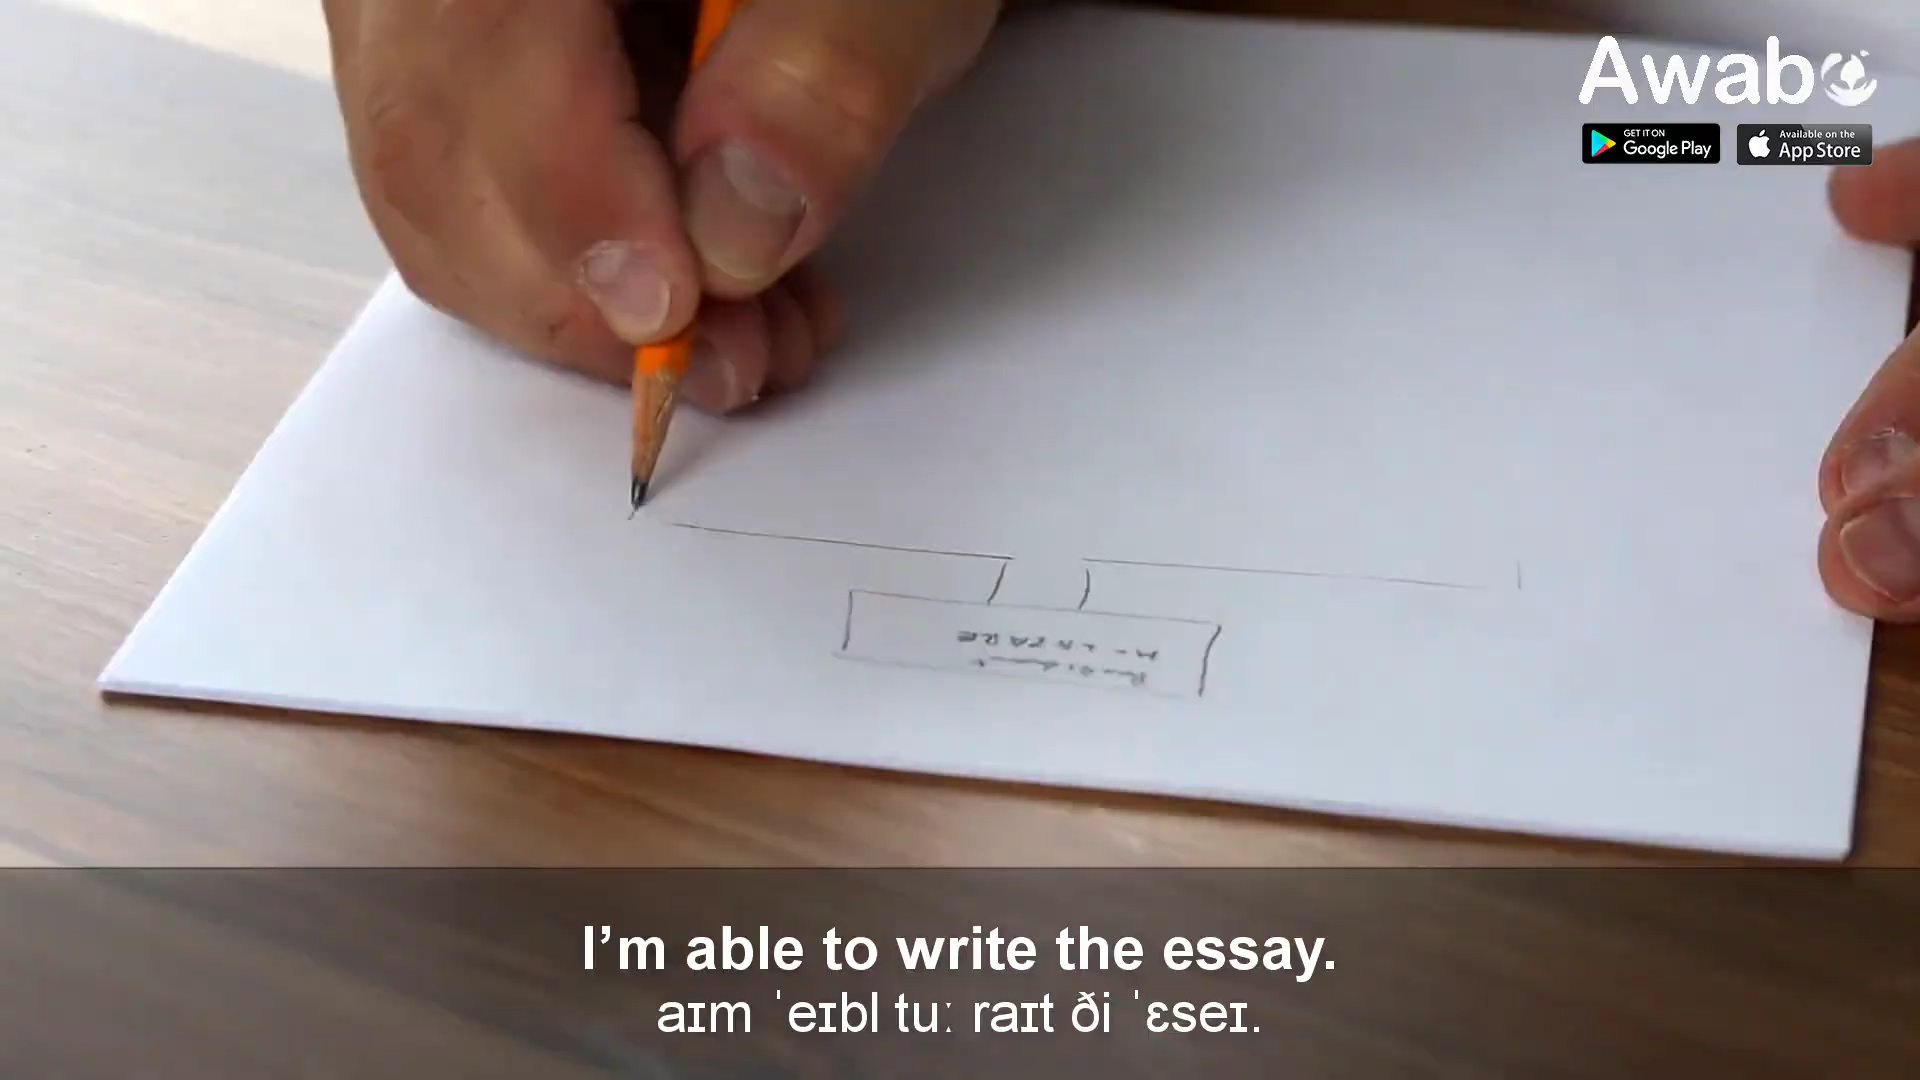 Awab
GET IT ON
Google Play
Available on the
App Store
I’m able to write the essay.
aɪm ˈeɪbl tuː raɪt ði ˈɛseɪ.